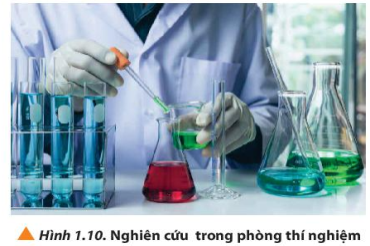 ▲ Hình 1.10. Nghiên cứu trong phòng thí nghiệm